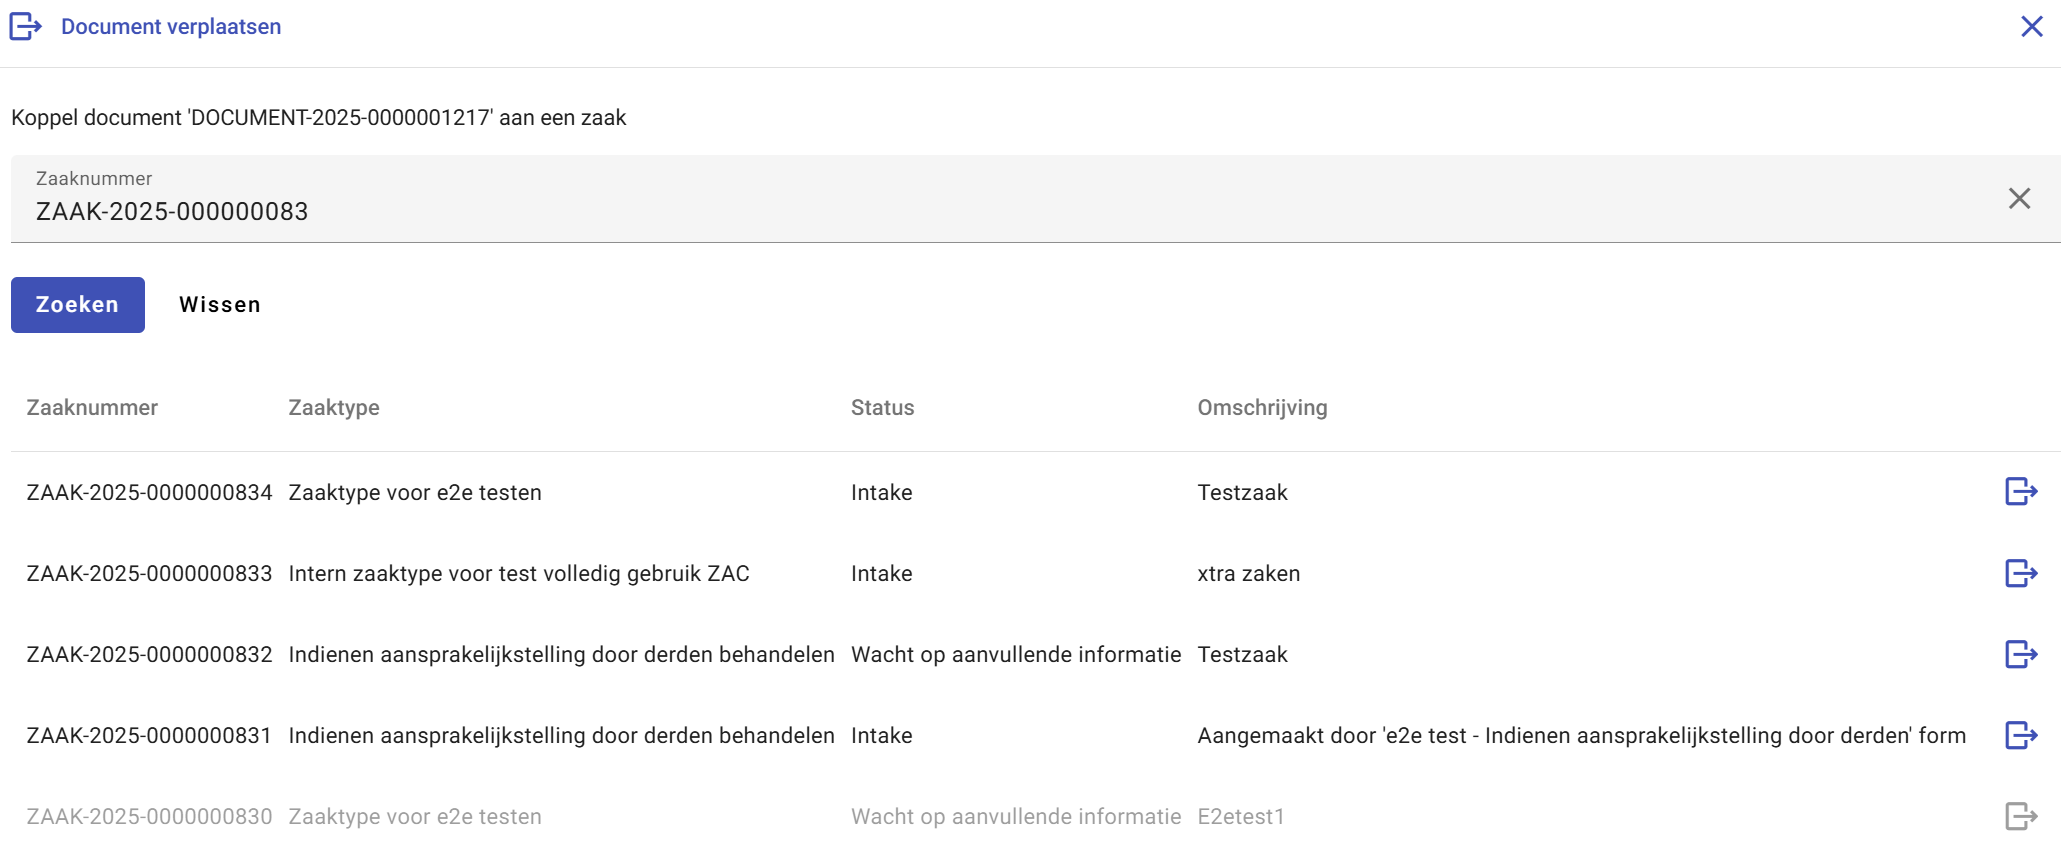 Document verplaatsen
Koppel document 'DOCUMENT-2025-0000001217' aan een zaak
Zaaknummer
ZAAK-2025-000000083
Zoeken Wissen
Zaaknummer Zaaktype Status Omschrijving
ZAAK-2025-0000000834 Zaaktype voor e2e testen Intake Testzaak
ZAAK-2025-0000000833 Intern zaaktype voor test volledig gebruik ZAC Intake xtra zaken
ZAAK-2025-0000000832 Indienen aansprakelijkstelling door derden behandelen Wacht op aanvullende informatie Testzaak
ZAAK-2025-0000000831 Indienen aansprakelijkstelling door derden behandelen Intake Aangemaakt door 'e2e test - Indienen aansprakelijkstelling door derden' form
ZAAK-2025-0000000830 Zaaktype voor e2e testen Wacht op aanvullende informatie E2etest1